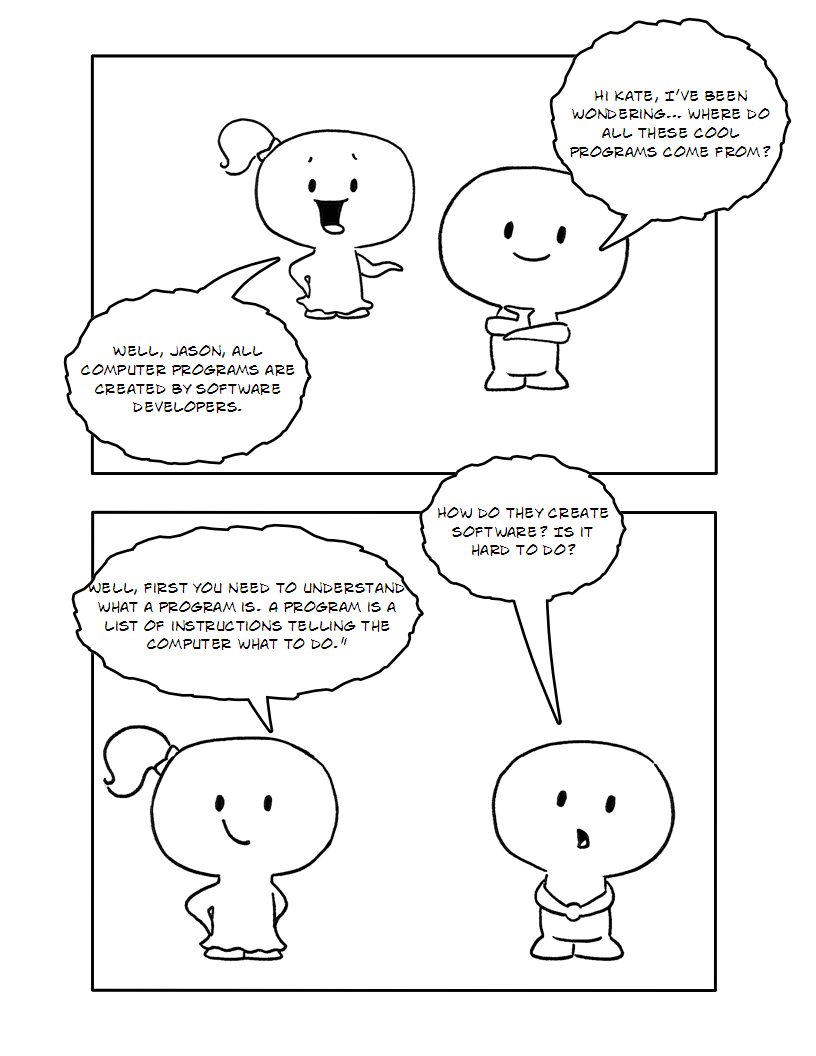 HI KATE, I'VE BEEN
WONDERING... WHERE DO
ALL THESE COOL
PROGRAMS COME FROM?
WELL, JASON, ALL
COMPUTER PROGRAMS ARE
CREATED BY SOFTWARE
DEVELOPERS.
HOW DO THEY CREATE
SOFTWARE? IS IT
HARD TO DO?
WELL, FIRST YOU NEED TO UNDERSTAND
WHAT A PROGRAM IS. A PROGRAM IS A
LIST OF INSTRUCTIONS TELLING THE
COMPUTER WHAT TO DO."